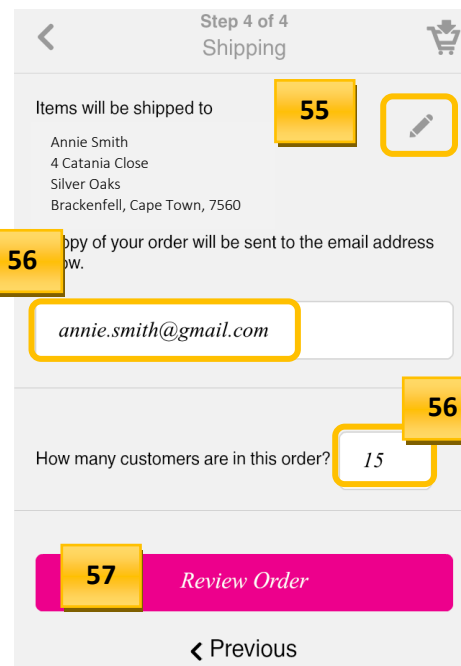 Step 4 of 4
Shipping
Items will be shipped to
55
Annie Smith
4 Catania Close
Silver Oaks
Brackenfell, Cape Town, 7560
opy of your order will be sent to the email address
56
ow.
annie.smith@gmail.com
56
How many customers are in this order?
15
57
Review Order
Previous